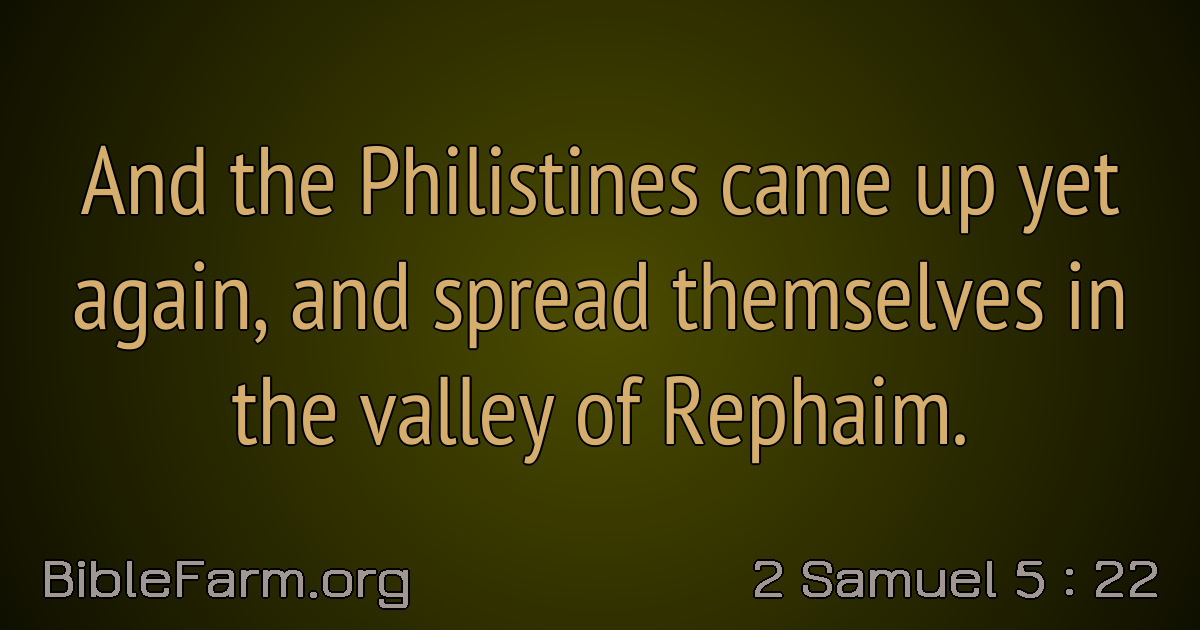 And the Philistines came up yet
again, and spread themselves in
the valley of Rephaim.
BibleFarm.org
2 Samuel 5 : 22